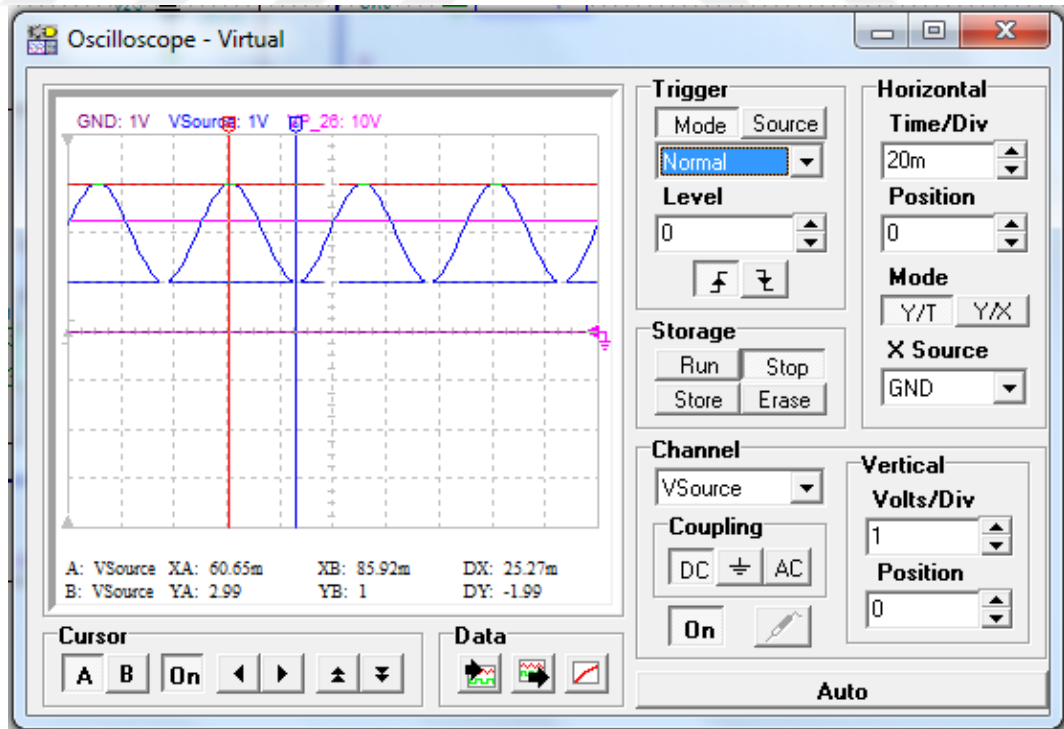 Oscilloscope - Virtual
GND: 1V VSource: 1V VP_26: 10V
A: VSource XA: 60.65m XB: 85.92m DX: 25.27m
B: VSource YA: 2.99 YB: 1 DY: -1.99
Cursor
A B On
Data
Trigger
Mode Source
Normal
Level
0
Storage
Run Stop
Store Erase
Horizontal
Time/Div
20m
Position
0
Mode
Y/T Y/X
X Source
GND
Channel
VSource
Coupling
DC AC
On
Vertical
Volts/Div
1
Position
0
Auto